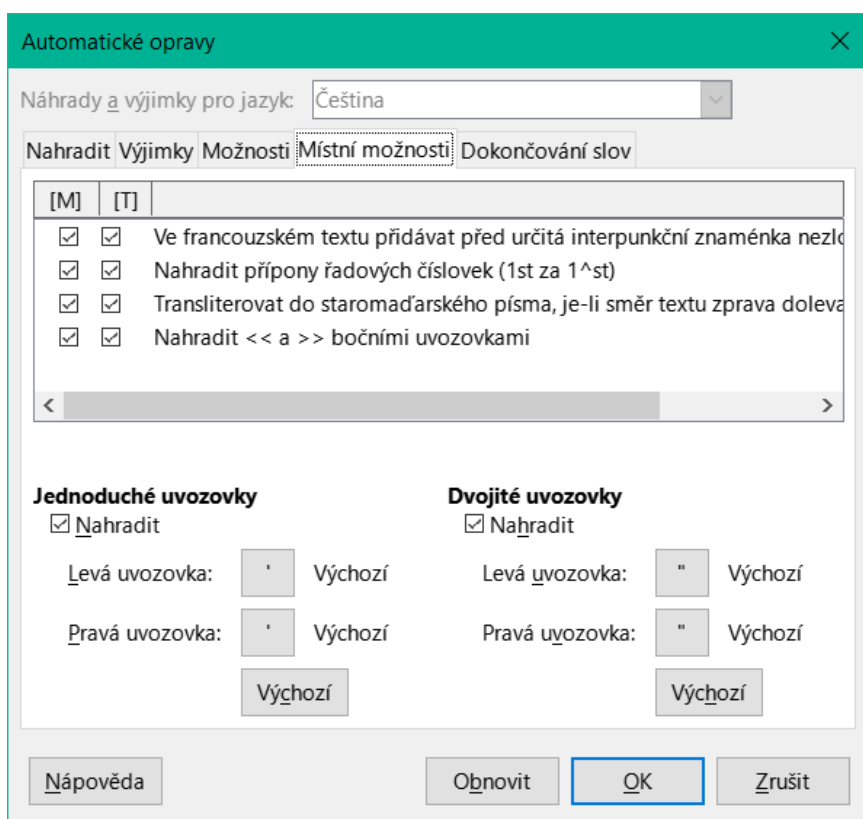 Automatické opravy
Náhrady a výjimky pro jazyk: Čeština
Nahradit Výjimky Možnosti Místní možnosti Dokončování slov
[M] [T]
Ve francouzském textu přidávat před určitá interpunkční znaménka nezlo
Nahradit přípony řadových číslovek (1st za 1^st)
Transliterovat do staromaďarského písma, je-li směr textu zprava doleva
Nahradit << a >> bočními uvozovkami
Jednoduché uvozovky Dvojité uvozovky
Nahradit Nahradit
Levá uvozovka: ' Výchozí Levá uvozovka: " Výchozí
Pravá uvozovka: ' Výchozí Pravá uvozovka: " Výchozí
Výchozí Výchozí
Nápověda Obnovit OK Zrušit